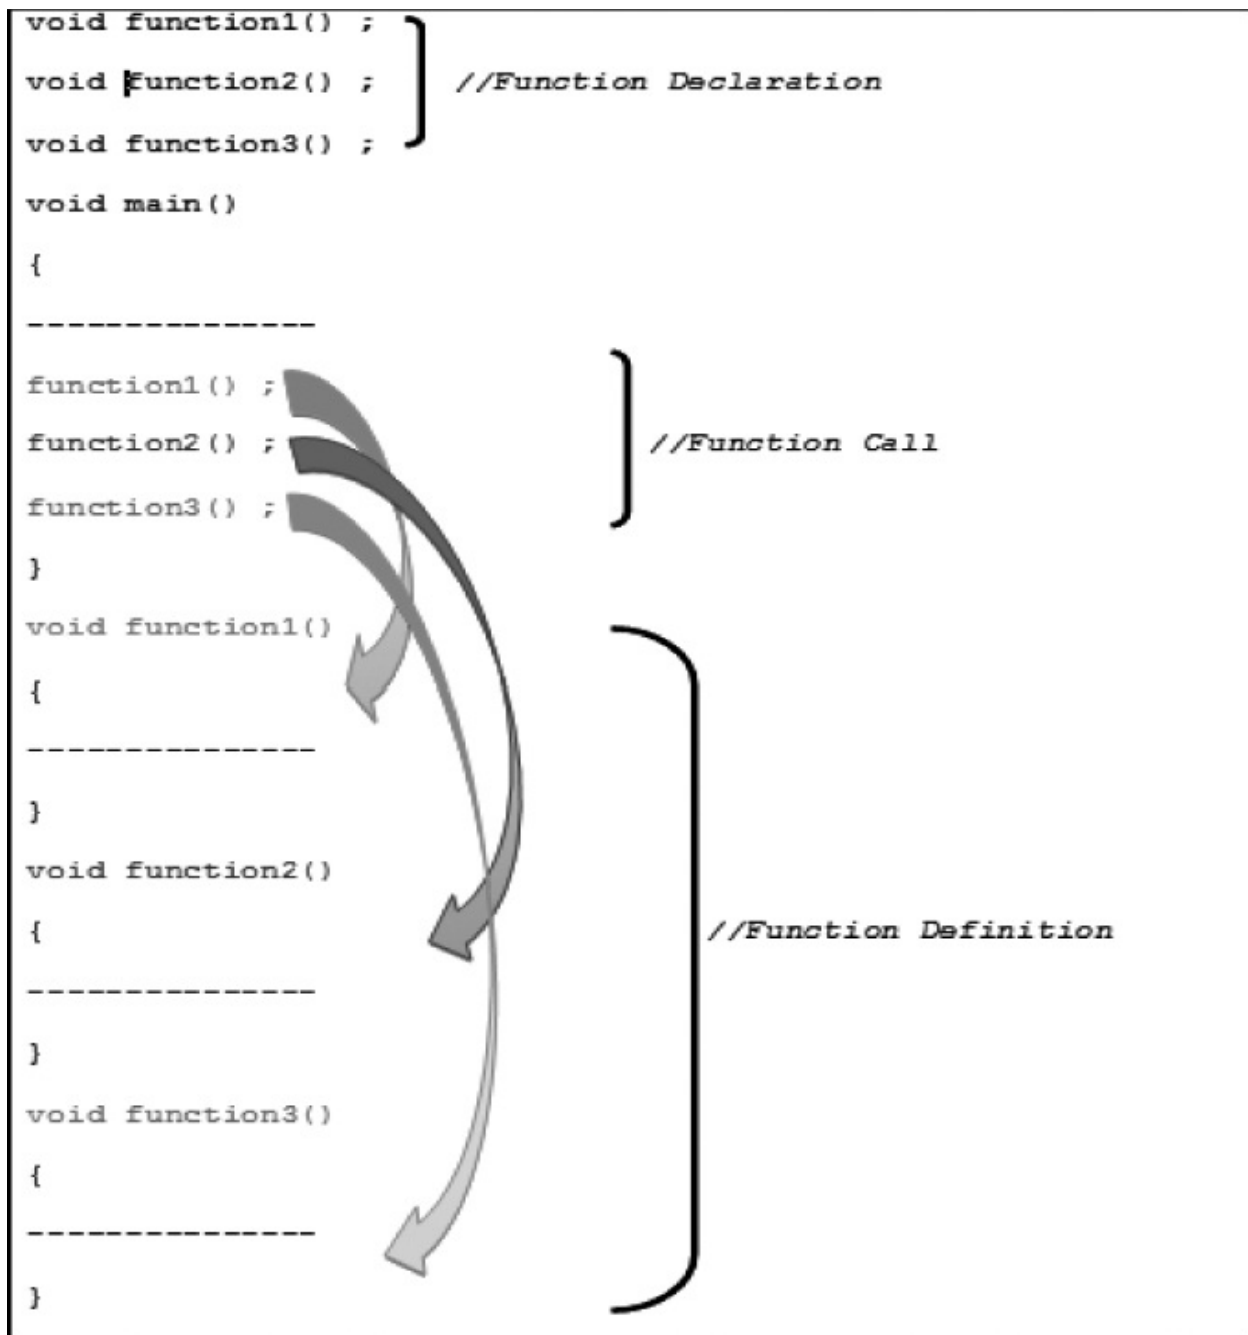 void function1() ;
void function2() ; //Function Declaration
void function3() ;
void main()
{
---------------
function1() ;
function2() ; //Function Call
function3() ;
}
void function1()
{
---------------
}
void function2()
{ //Function Definition
---------------
}
void function3()
{
---------------
}